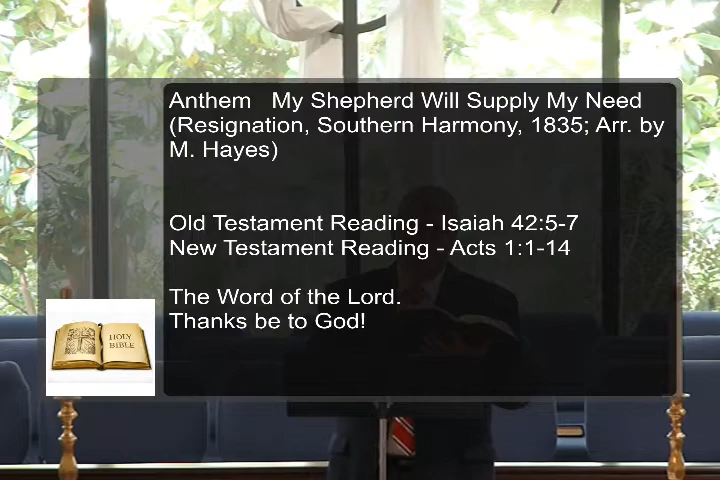 Anthem   My Shepherd Will Supply My Need
(Resignation, Southern Harmony, 1835; Arr. by
M. Hayes)
Old Testament Reading - Isaiah 42:5-7
New Testament Reading - Acts 1:1-14
The Word of the Lord.
Thanks be to God!
HOLY
BIBLE